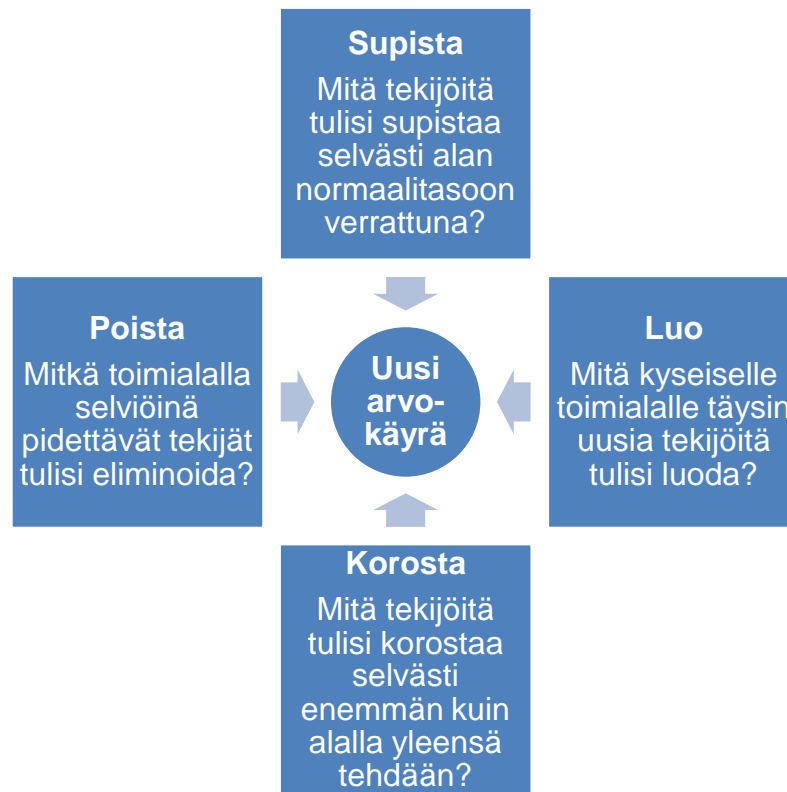 Supista
Mitä tekijöitä
tulisi supistaa
selvästi alan
normaalitasoon
verrattuna?
Poista
Mitkä toimialalla
selviöinä
pidettävät tekijät
tulisi eliminoida?
Uusi
arvo-
käyrä
Luo
Mitä kyseiselle
toimialalle täysin
uusia tekijöitä
tulisi luoda?
Korosta
Mitä tekijöitä
tulisi korostaa
selvästi
enemmän kuin
alalla yleensä
tehdään?